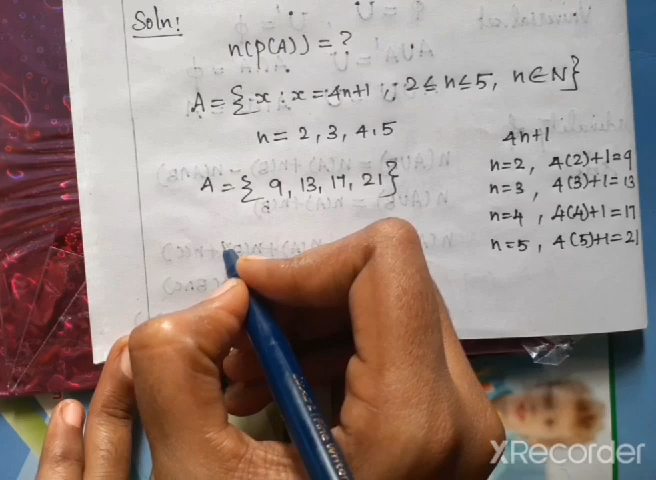 Soln:
n(P(A)) = ?
A = { x : x = 4n+1 , 2 ≤ n ≤ 5, n ∈ N}
n = 2, 3, 4, 5
A = { 9, 13, 17, 21}
4n+1
n=2, 4(2)+1=9
n=3, 4(3)+1=13
n=4, 4(4)+1=17
n=5, 4(5)+1=21
XRecorder